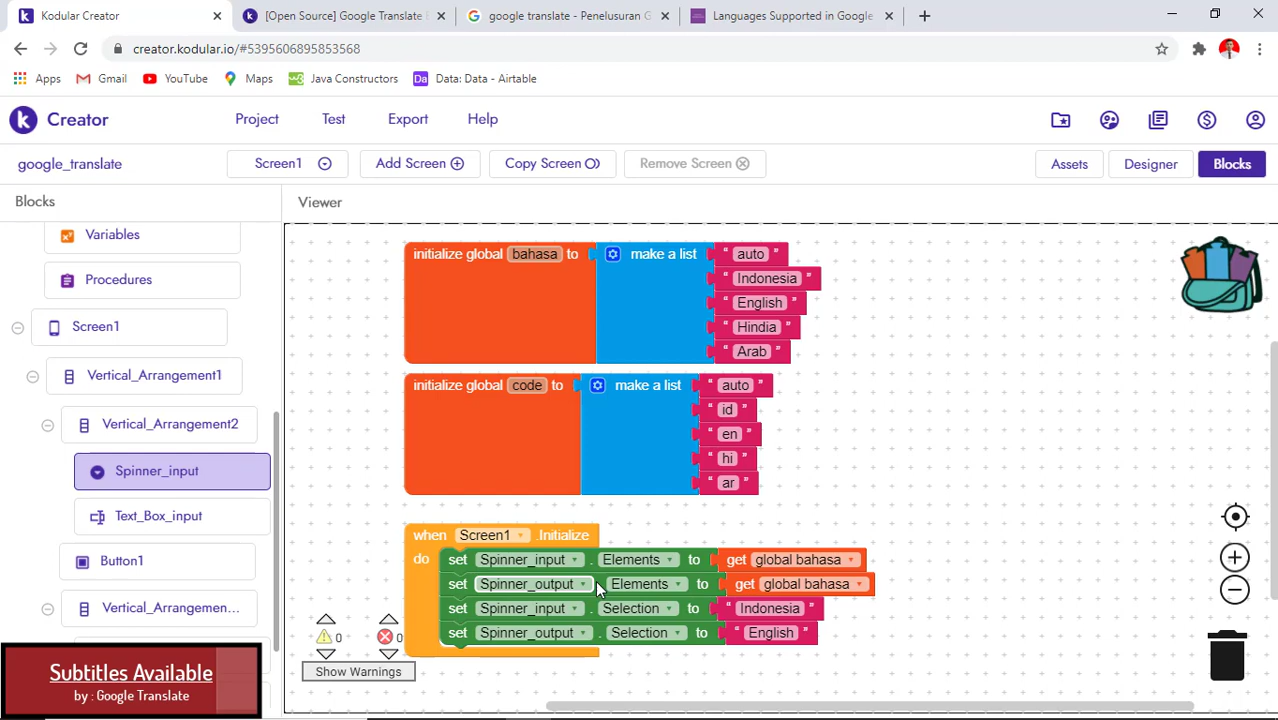 Kodular Creator
[Open Source] Google Translate E
google translate - Penelusuran G
Languages Supported in Google
creator.kodular.io/#5395606895853568
Apps
Gmail
YouTube
Maps
Java Constructors
Da
Data: Data - Airtable
Creator
Project
Test
Export
Help
google_translate
Screen1
Add Screen
Copy Screen
Remove Screen
Assets
Designer
Blocks
Blocks
Viewer
Variables
Procedures
Screen1
Vertical_Arrangement1
Vertical_Arrangement2
Spinner_input
Text_Box_input
Button1
Vertical_Arrangemen...
initialize global bahasa to make a list " auto "
" Indonesia "
" English "
" Hindia "
" Arab "
initialize global code to make a list " auto "
" id "
" en "
" hi "
" ar "
when Screen1 .Initialize
do set Spinner_input . Elements to get global bahasa
set Spinner_output . Elements to get global bahasa
set Spinner_input . Selection to " Indonesia "
set Spinner_output . Selection to " English "
0
0
Show Warnings
Subtitles Available
by : Google Translate